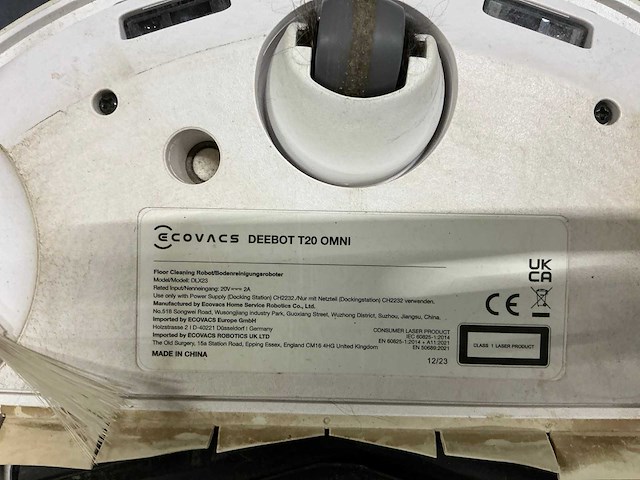 ECOVACS DEEBOT T20 OMNI
Floor Cleaning Robot/Bodenreinigungsroboter
Model/Model: DLX23
Rated Input/Nenneingang: 20V⎓ 2A
Use only with Power Supply (Docking Station) CH2232 /Nur mit Netzteil (Dockingstation) CH2232 verwenden.
Manufactured by Ecovacs Home Service Robotics Co., Ltd.
No.518 Songwei Road, Wusongjiang Industry Park, Guoxiang Street, Wuzhong District, Suzhou, Jiangsu, China.
Imported by ECOVACS Europe GmbH
Holzstrasse 2 I D-40221 Düsseldorf I Germany
Imported by ECOVACS ROBOTICS UK LTD
The Old Surgery, 15a Station Road, Epping Essex, England CM16 4HG United Kingdom
MADE IN CHINA
CONSUMER LASER PRODUCT
IEC 60825-1:2014
EN 60825-1:2014 + A11:2021
EN 50689:2021
12/23
UK
CA
CE
CLASS 1 LASER PRODUCT